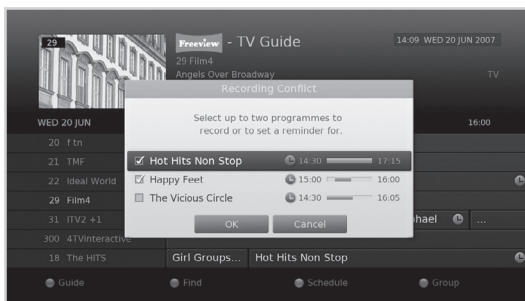 29
Freeview - TV Guide
14:09 WED 20 JUN 2007
29 Film4
Angels Over Broadway
TV
Recording Conflict
Select up to two programmes to
record or to set a reminder for.
WED 20 JUN
16:00
20 f tn
21 TMF
Hot Hits Non Stop 14:30 17:15
22 Ideal World
Happy Feet 15:00 16:00
29 Film4
The Vicious Circle 14:30 16:05
31 ITV2 +1
OK Cancel
phael ...
300 4TVinteractive
18 The HITS Girl Groups... Hot Hits Non Stop
Guide Find Schedule Group